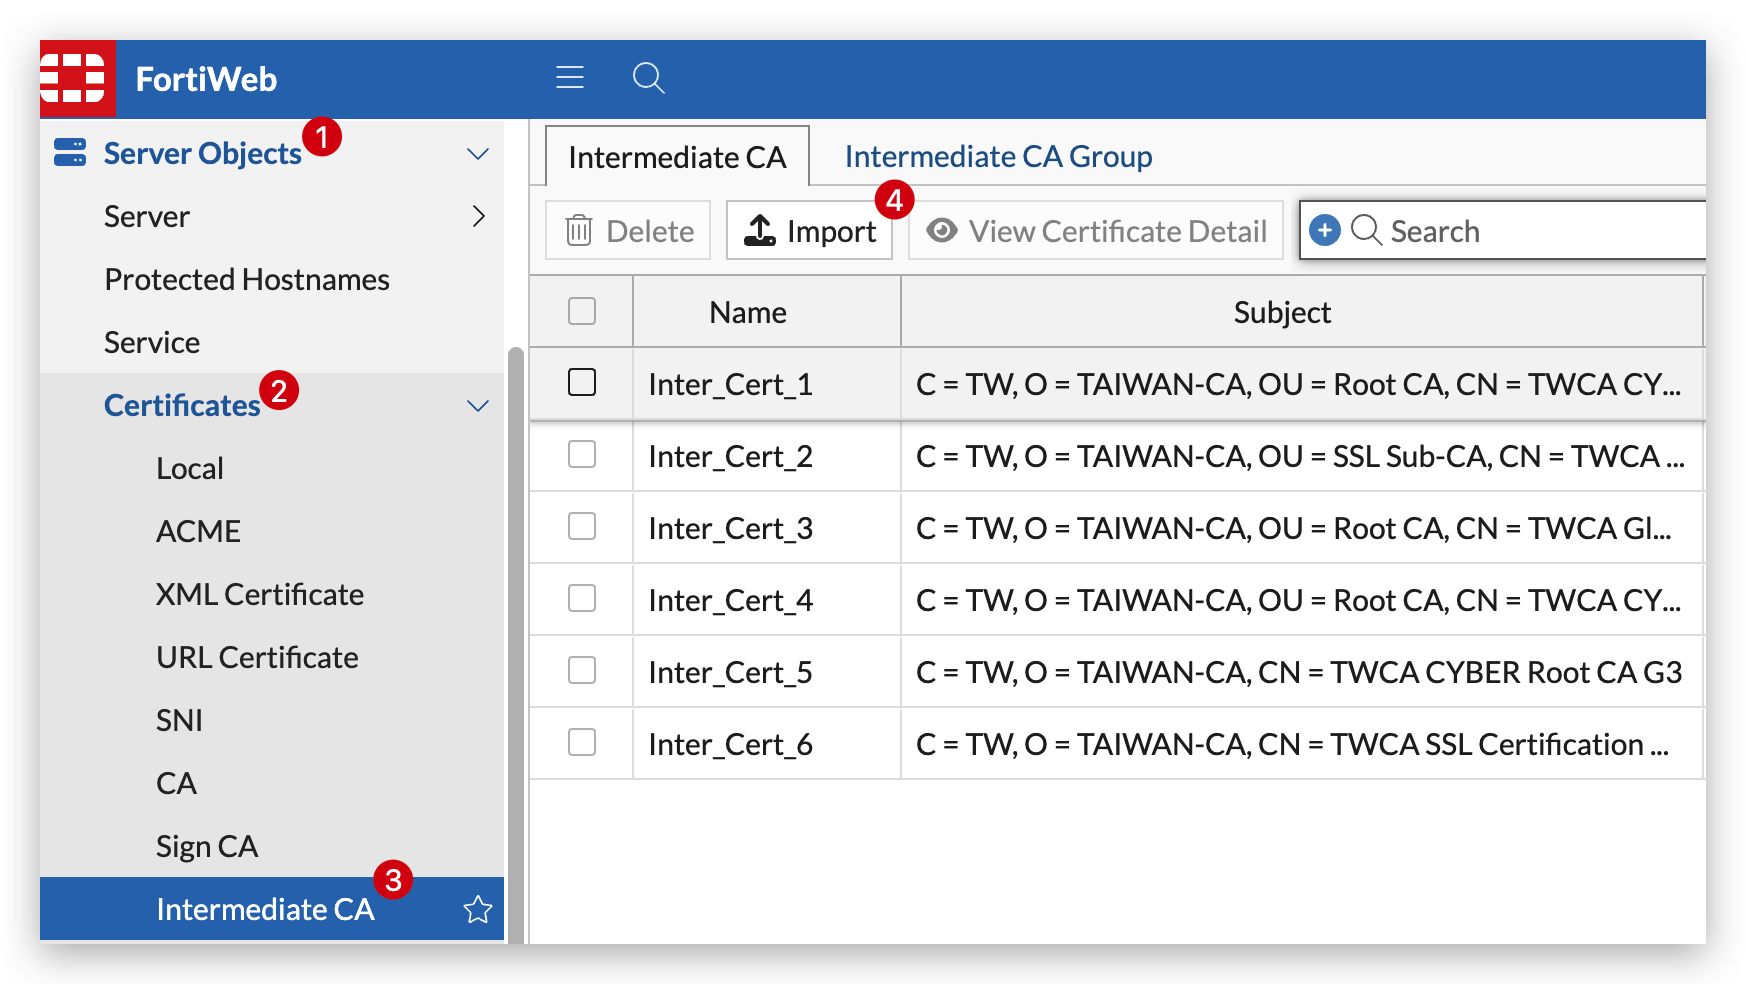 FortiWeb
Server Objects 1
Server
Protected Hostnames
Service
Certificates 2
Local
ACME
XML Certificate
URL Certificate
SNI
CA
Sign CA
Intermediate CA 3
Intermediate CA Intermediate CA Group
Delete Import 4 View Certificate Detail Search
Name Subject
Inter_Cert_1 C = TW, O = TAIWAN-CA, OU = Root CA, CN = TWCA CY...
Inter_Cert_2 C = TW, O = TAIWAN-CA, OU = SSL Sub-CA, CN = TWCA ...
Inter_Cert_3 C = TW, O = TAIWAN-CA, OU = Root CA, CN = TWCA Gl...
Inter_Cert_4 C = TW, O = TAIWAN-CA, OU = Root CA, CN = TWCA CY...
Inter_Cert_5 C = TW, O = TAIWAN-CA, CN = TWCA CYBER Root CA G3
Inter_Cert_6 C = TW, O = TAIWAN-CA, CN = TWCA SSL Certification ...